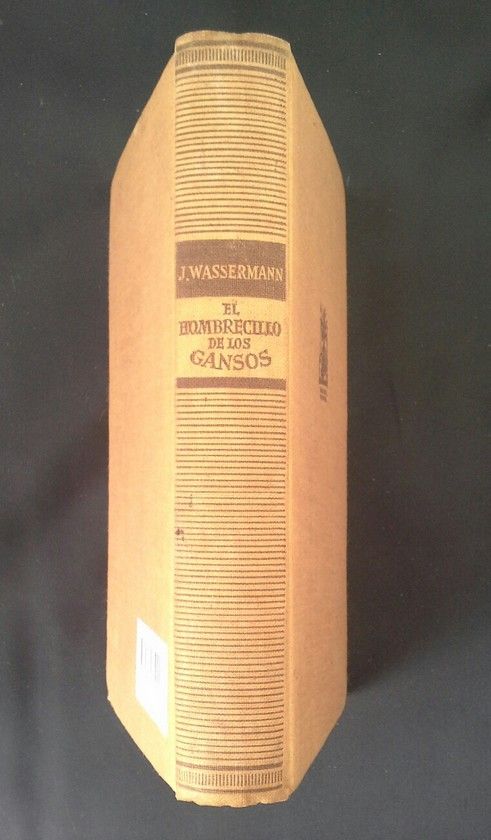 J. WASSERMANN
EL
HOMBRECILLO
DE LOS
GANSOS